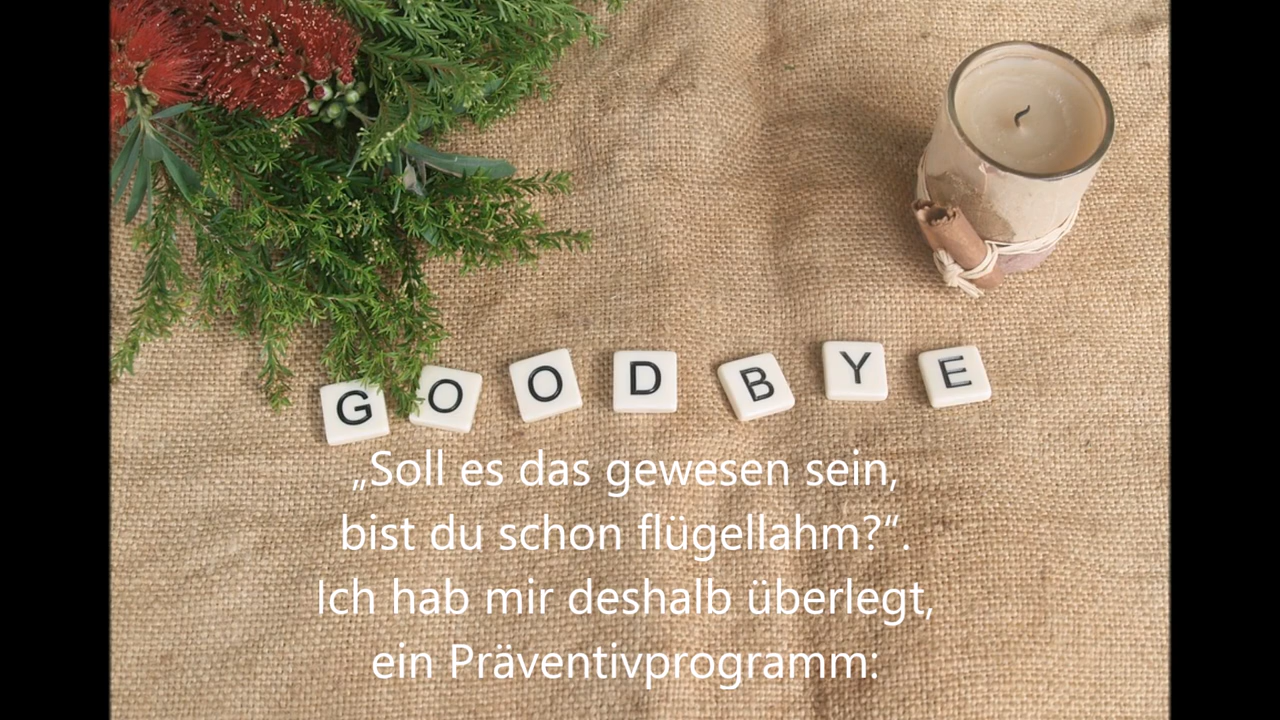 GOODBYE
„Soll es das gewesen sein,
bist du schon flügellahm?“.
Ich hab mir deshalb überlegt,
ein Präventivprogramm: